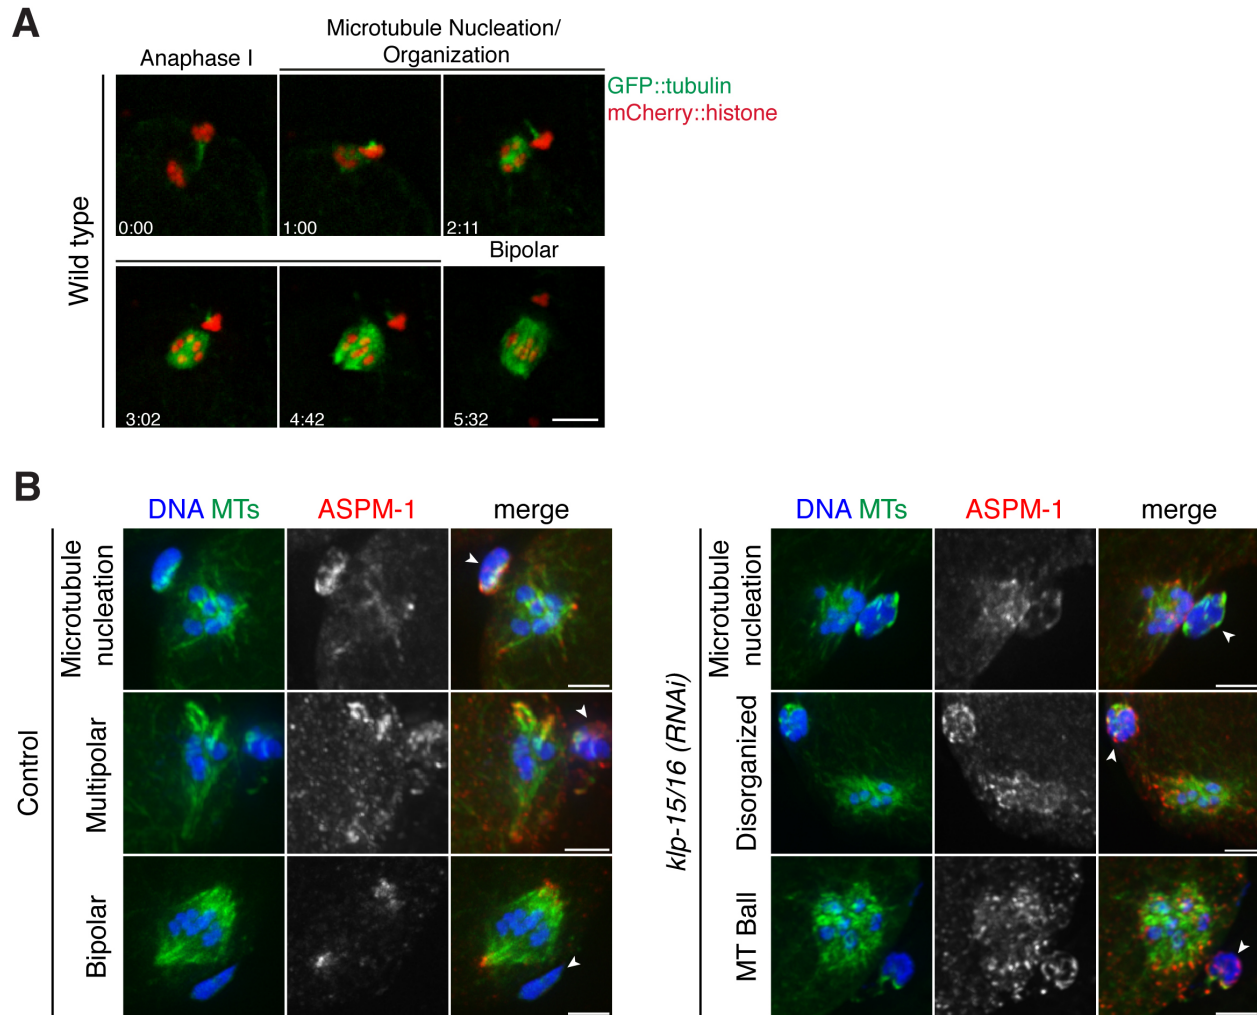 A
Anaphase I
Microtubule Nucleation/
Organization
GFP::tubulin
mCherry::histone
Wild type
0:00
1:00
2:11
Bipolar
3:02
4:42
5:32
B
DNA MTs
ASPM-1
merge
Control
Microtubule
nucleation
Multipolar
Bipolar
DNA MTs
ASPM-1
merge
klp-15/16 (RNAi)
Microtubule
nucleation
Disorganized
MT Ball